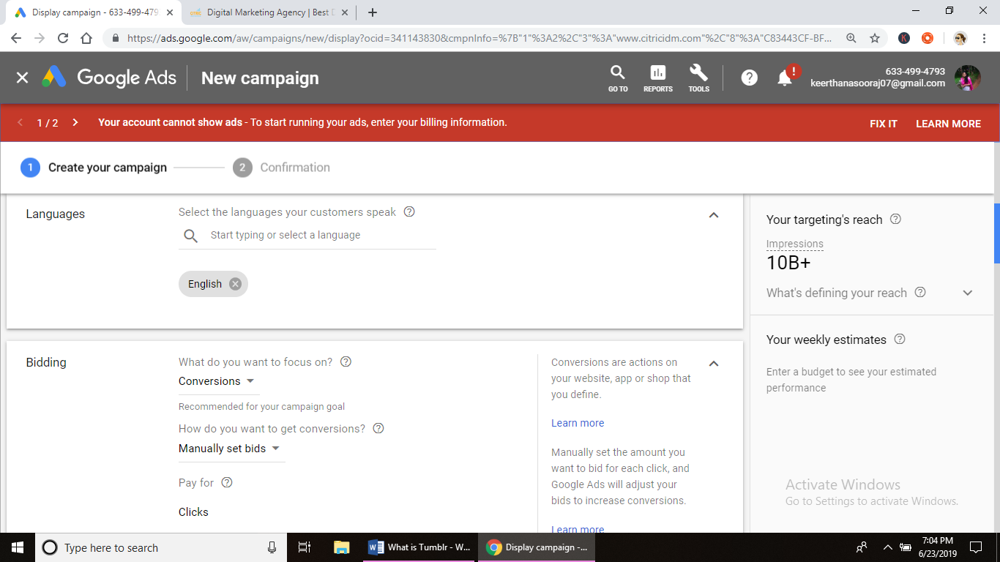 Display campaign - 633-499-479
Digital Marketing Agency | Best D
https://ads.google.com/aw/campaigns/new/display?ocid=341143830&cmpnInfo=%7B"1"%3A2%2C"3"%3A"www.citricidm.com"%2C"8"%3A"C83443CF-BF...
Google Ads
New campaign
GO TO
REPORTS
TOOLS
633-499-4793
keerthanasooraj07@gmail.com
1 / 2
Your account cannot show ads - To start running your ads, enter your billing information.
FIX IT
LEARN MORE
1 Create your campaign
2 Confirmation
Languages
Select the languages your customers speak
Start typing or select a language
English
Bidding
What do you want to focus on?
Conversions
Recommended for your campaign goal
How do you want to get conversions?
Manually set bids
Pay for
Clicks
Conversions are actions on
your website, app or shop that
you define.
Learn more
Manually set the amount you
want to bid for each click, and
Google Ads will adjust your
bids to increase conversions.
Learn more
Your targeting's reach
Impressions
10B+
What's defining your reach
Your weekly estimates
Enter a budget to see your estimated
performance
Activate Windows
Go to Settings to activate Windows.
Type here to search
What is Tumblr - W...
Display campaign -...
7:04 PM
6/23/2019